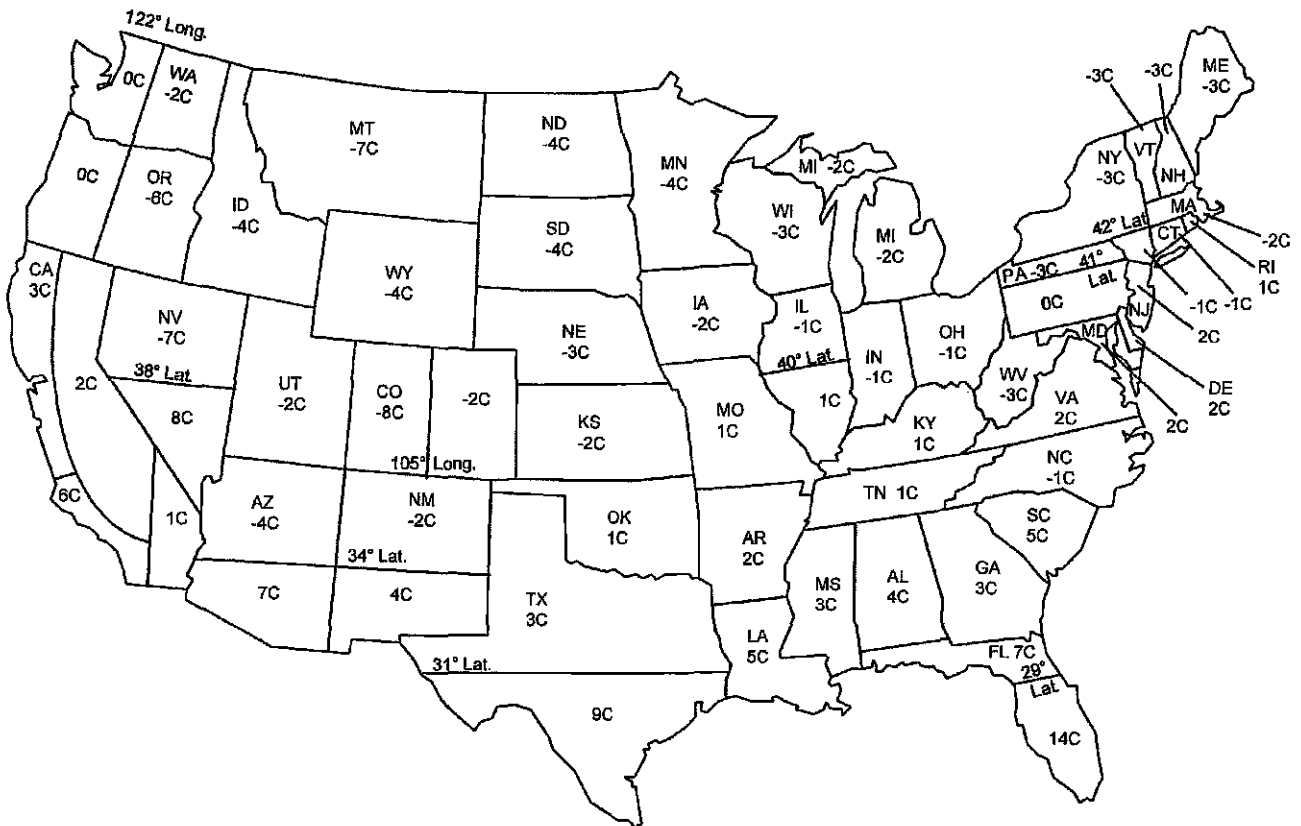 122° Long.
0C
WA
-2C
MT
-7C
ND
-4C
MN
-4C
MI -2C
-3C
-3C
ME
-3C
NY
-3C
VT
NH
0C
OR
-6C
ID
-4C
SD
-4C
WI
-3C
MI
-2C
42° Lat
MA
CT
-2C
RI
1C
CA
3C
WY
-4C
PA -3C
41°
Lat
0C
NJ
-1C
-1C
2C
NV
-7C
38° Lat.
NE
-3C
IA
-2C
IL
-1C
40° Lat.
IN
-1C
OH
-1C
MD
DE
2C
2C
2C
8C
UT
-2C
CO
-8C
-2C
KS
-2C
MO
1C
1C
WV
-3C
VA
2C
KY
1C
105° Long.
6C
1C
AZ
-4C
NM
-2C
34° Lat.
OK
1C
TN 1C
NC
-1C
AR
2C
SC
5C
7C
4C
TX
3C
MS
3C
AL
4C
GA
3C
LA
5C
31° Lat.
FL 7C
29°
Lat
9C
14C